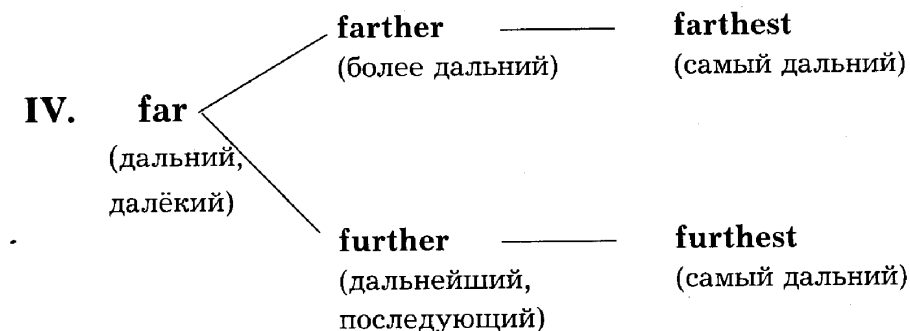 farther farthest
(более дальний) (самый дальний)
IV. far
(дальний,
далёкий)
further furthest
(дальнейший, (самый дальний)
последующий)